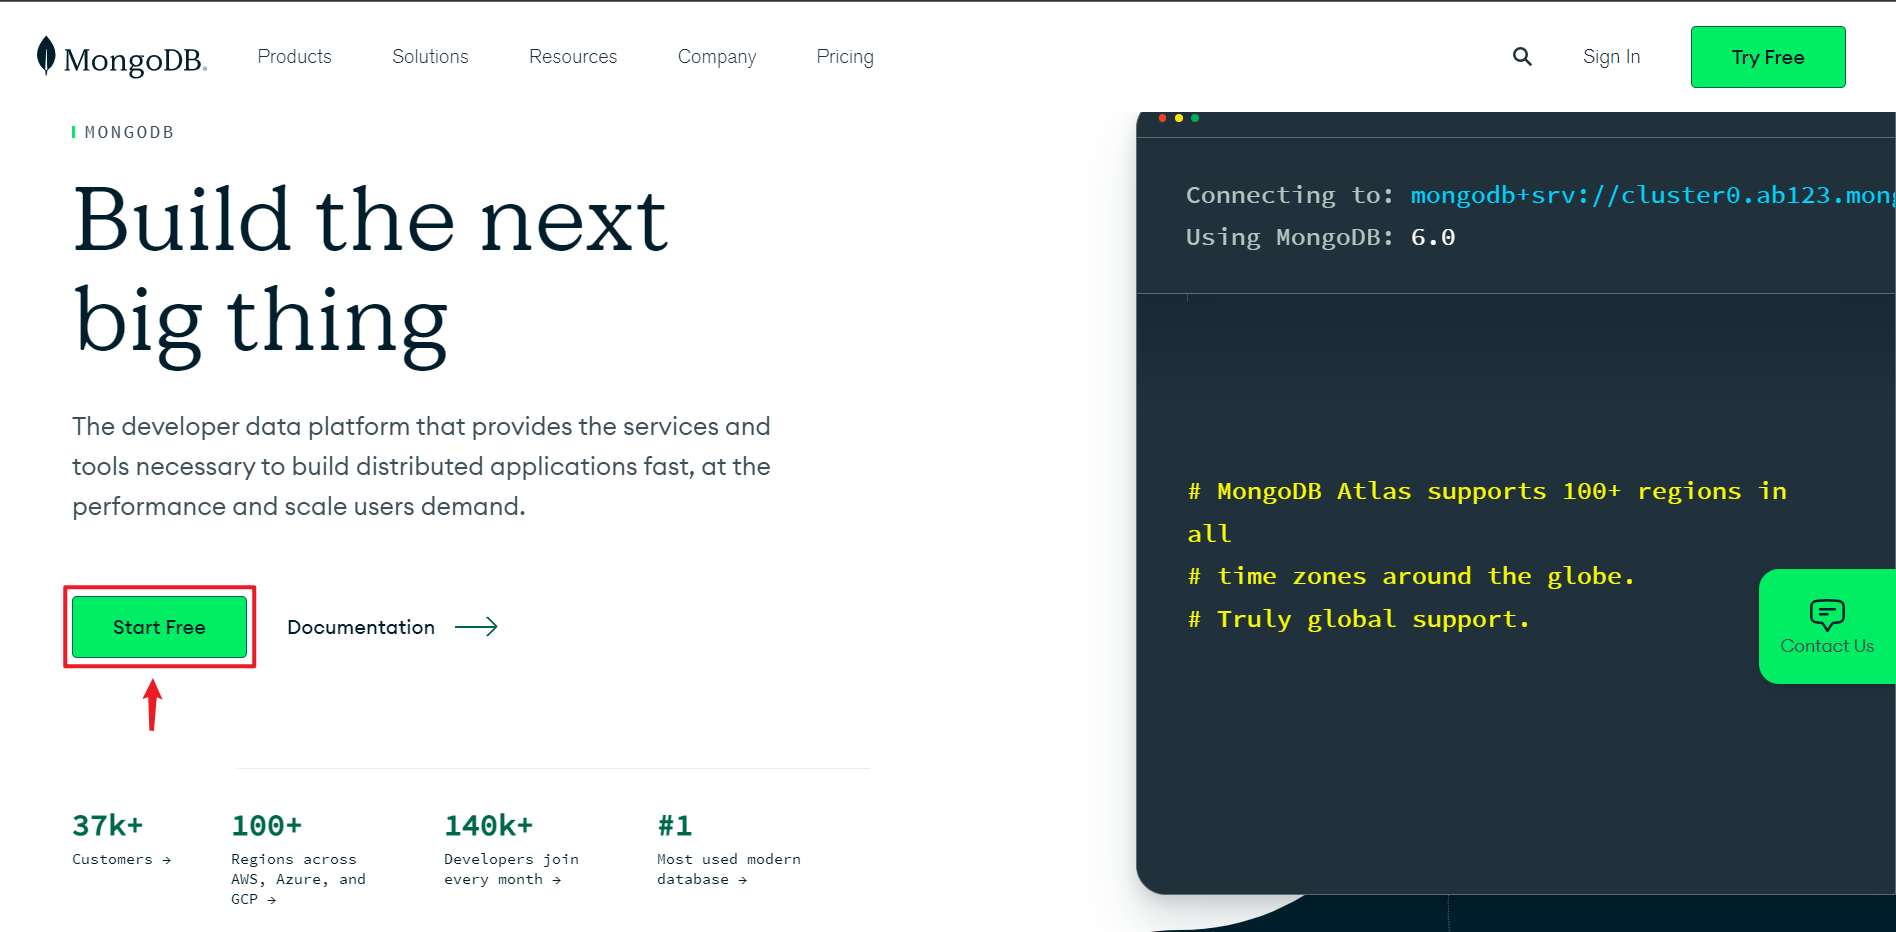 MongoDB®
Products
Solutions
Resources
Company
Pricing
Sign In
Try Free
MONGODB
Build the next
big thing
The developer data platform that provides the services and
tools necessary to build distributed applications fast, at the
performance and scale users demand.
Start Free
Documentation
37k+
Customers →
100+
Regions across
AWS, Azure, and
GCP →
140k+
Developers join
every month →
#1
Most used modern
database →
Connecting to: mongodb+srv://cluster0.ab123.mong
Using MongoDB: 6.0
# MongoDB Atlas supports 100+ regions in
all
# time zones around the globe.
# Truly global support.
Contact Us